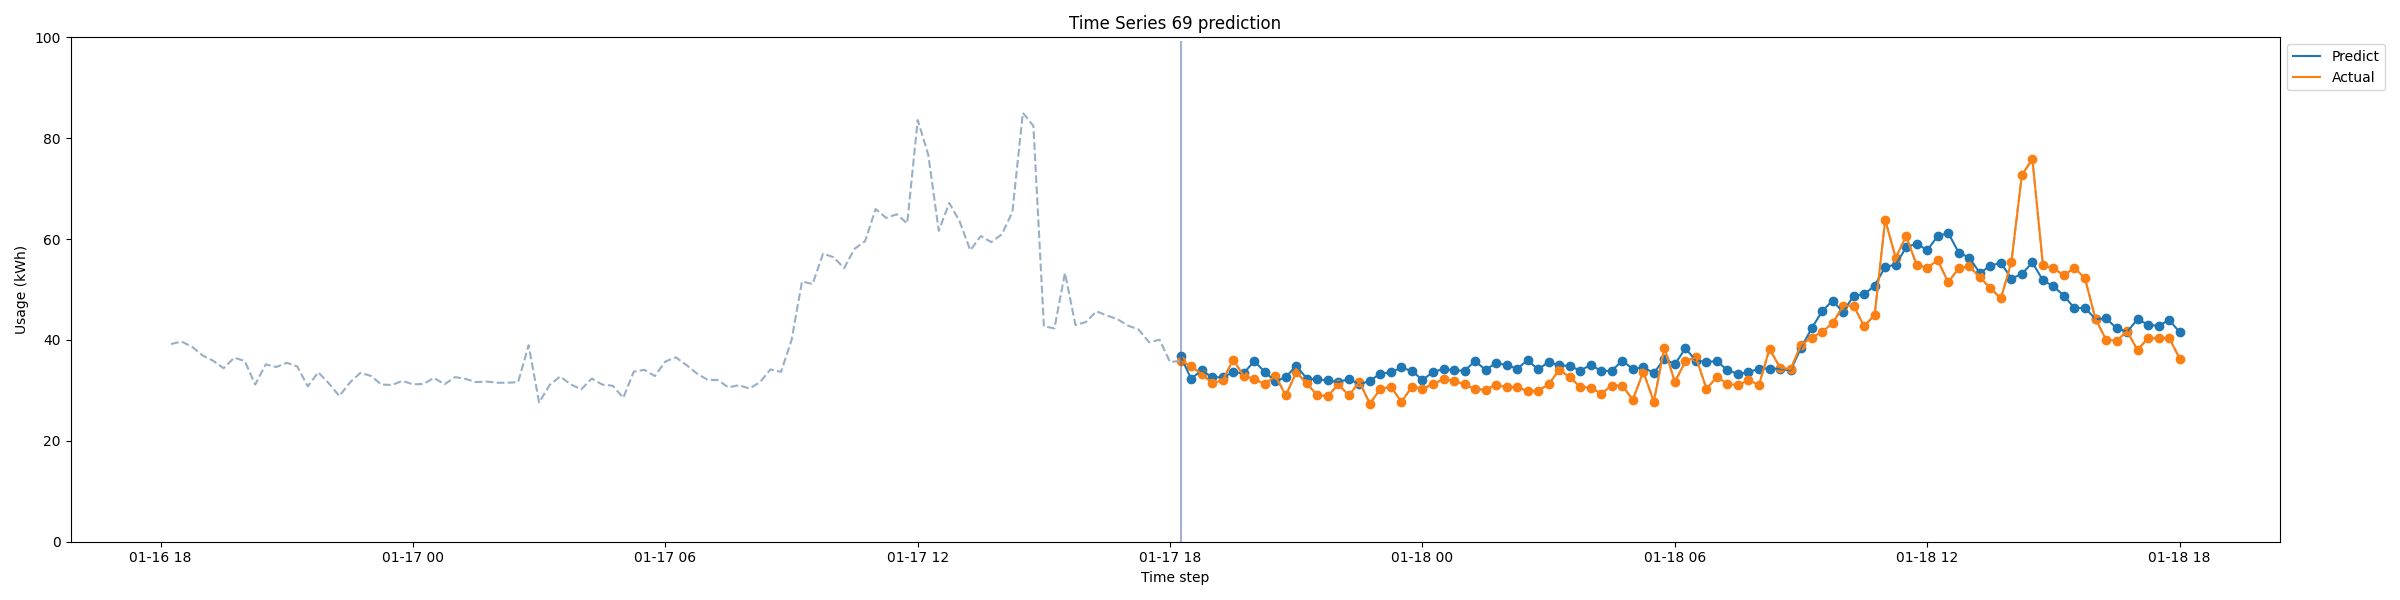 Time Series 69 prediction
Predict
Actual
100
80
60
40
20
0
Usage (kWh)
01-16 18 01-17 00 01-17 06 01-17 12 01-17 18 01-18 00 01-18 06 01-18 12 01-18 18
Time step